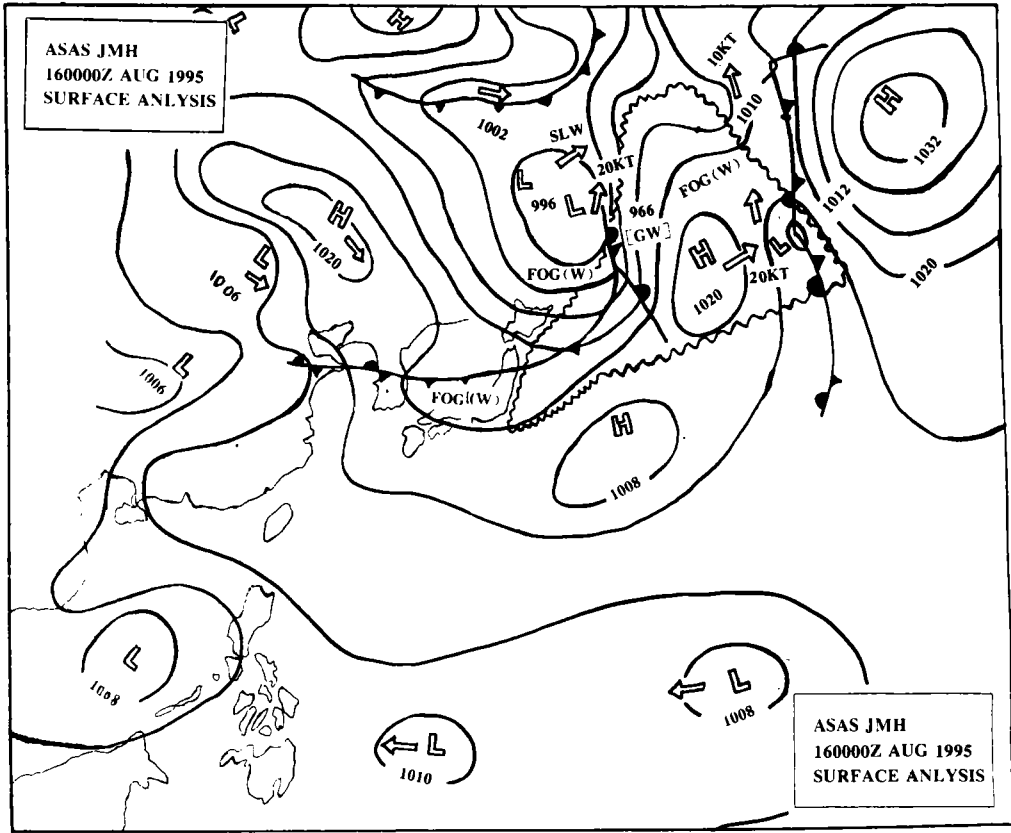 ASAS JMH
160000Z AUG 1995
SURFACE ANLYSIS
H
L
10KT
H
1002
SLW
1010
1032
L
996
L
20KT
966
[GW]
FOG(W)
1012
H
1020
L
1006
FOG(W)
H
1020
L
20KT
1020
L
1006
FOG(W)
H
1008
L
1008
L
1008
L
1010
ASAS JMH
160000Z AUG 1995
SURFACE ANLYSIS